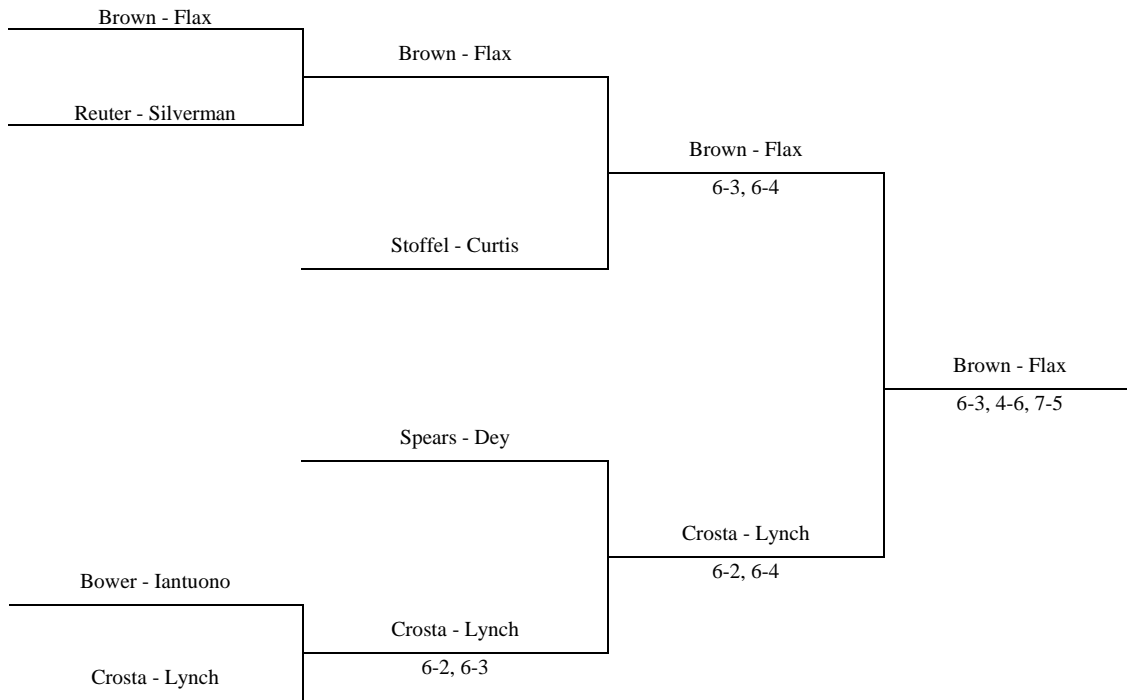 Brown - Flax
Brown - Flax
Reuter - Silverman
Brown - Flax
6-3, 6-4
Stoffel - Curtis
Brown - Flax
6-3, 4-6, 7-5
Spears - Dey
Crosta - Lynch
6-2, 6-4
Bower - Iantuono
Crosta - Lynch
6-2, 6-3
Crosta - Lynch